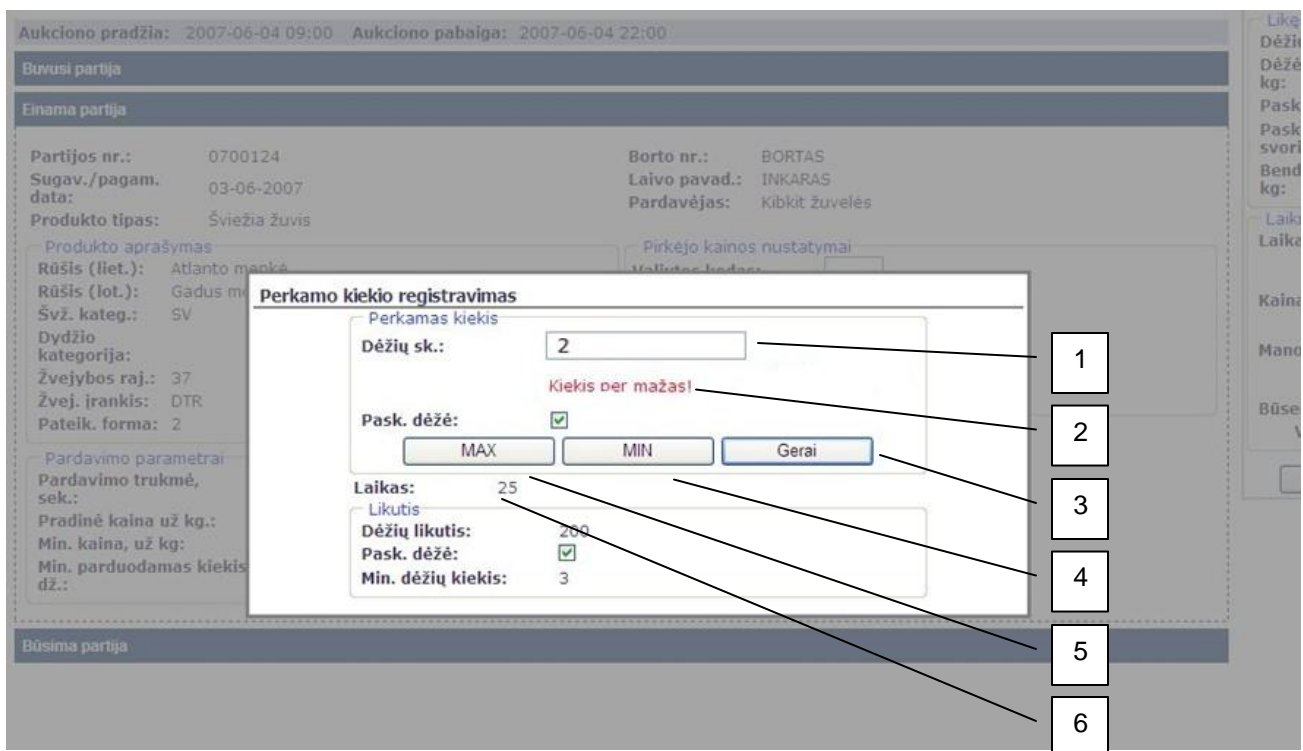 Aukciono pradžia: 2007-06-04 09:00 Aukciono pabaiga: 2007-06-04 22:00
Buvusi partija
Einama partija
Partijos nr.: 0700124
Borto nr.: BORTAS
Sugav./pagam. data: 03-06-2007
Laivo pavad.: INKARAS
Pardavėjas: Kibkit žuvelės
Produkto tipas: Šviežia žuvis
Produkto aprašymas
Rūšis (liet.): Atlanto menkė
Rūšis (lot.): Gadus
Švž. kateg.: SV
Dydžio
kategorija:
Žvejybos raj.: 37
Žvej. įrankis: DTR
Pateik. forma: 2
Pirkėjo kainos nustatymai
Valiutos kodas:
Pardavimo parametrai
Pardavimo trukmė,
sek.:
Pradinė kaina už kg.:
Min. kaina, už kg:
Min. parduodamas kiekis
dž.:
Perkamo kiekio registravimas
Perkamas kiekis
Dėžių sk.: 2
Kiekis per mažas!
Pask. dėžė:
MAX MIN Gerai
Laikas: 25
Likutis
Dėžių likutis: 200
Pask. dėžė:
Min. dėžių kiekis: 3
Būsima partija
kg:
kg:
1
2
3
4
5
6